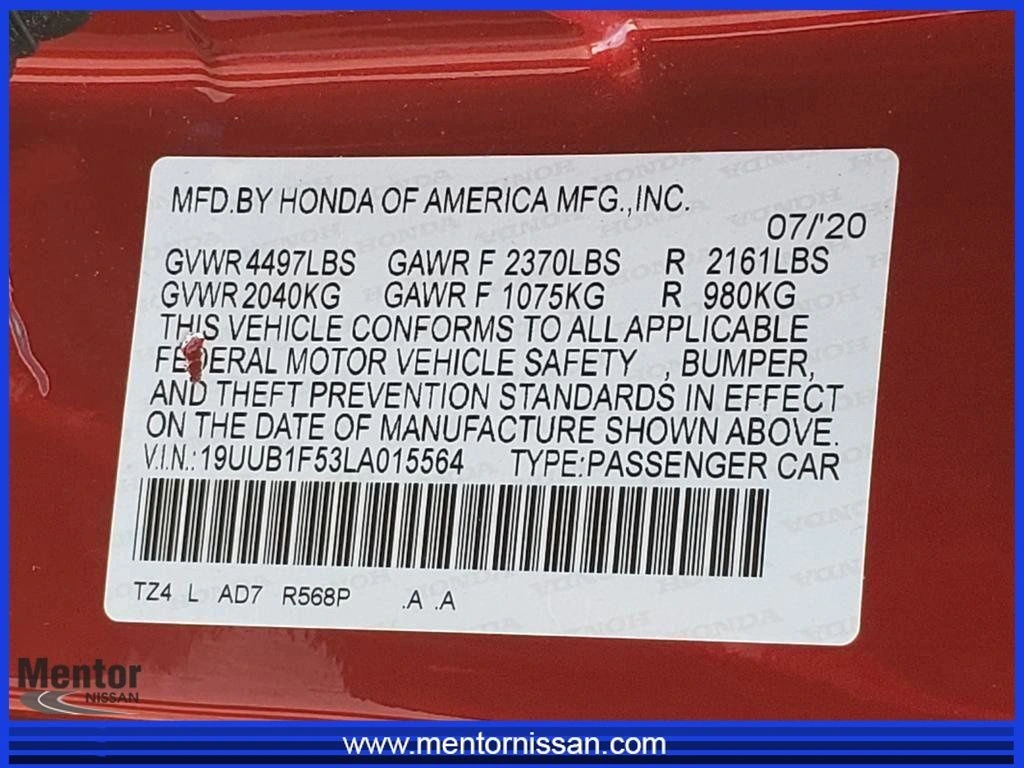 MFD.BY HONDA OF AMERICA MFG.,INC.
07/'20
GVWR 4497LBS GAWR F 2370LBS R 2161LBS
GVWR 2040KG GAWR F 1075KG R 980KG
THIS VEHICLE CONFORMS TO ALL APPLICABLE
FEDERAL MOTOR VEHICLE SAFETY , BUMPER,
AND THEFT PREVENTION STANDARDS IN EFFECT
ON THE DATE OF MANUFACTURE SHOWN ABOVE.
V.I.N.:19UUB1F53LA015564 TYPE:PASSENGER CAR
TZ4 L AD7 R568P .A .A
Mentor
NISSAN
www.mentornissan.com